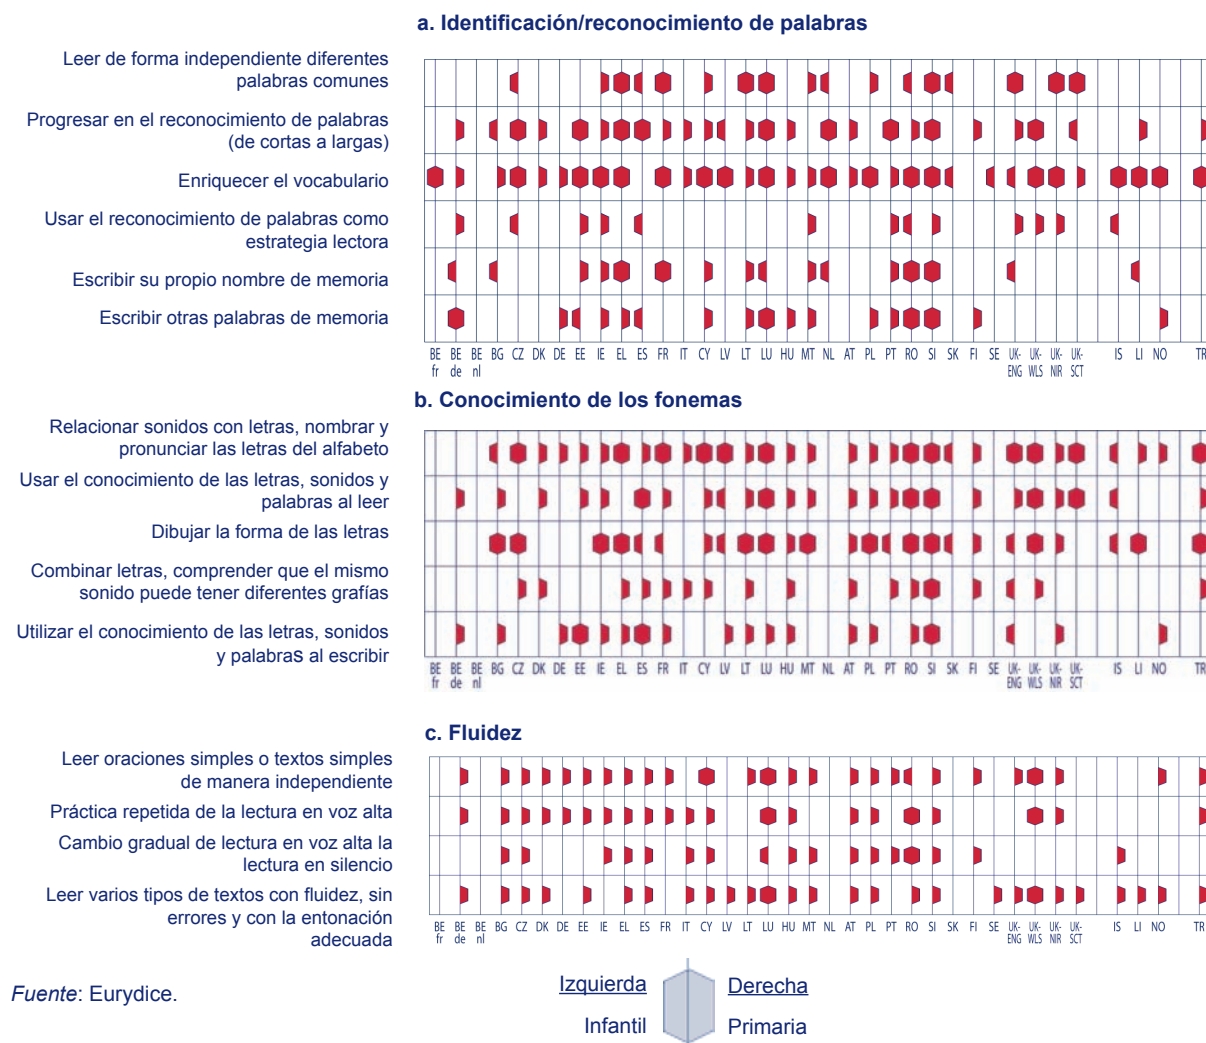 a. Identificación/reconocimiento de palabras
Leer de forma independiente diferentes
palabras comunes
Progresar en el reconocimiento de palabras
(de cortas a largas)
Enriquecer el vocabulario
Usar el reconocimiento de palabras como
estrategia lectora
Escribir su propio nombre de memoria
Escribir otras palabras de memoria
BE fr BE de BE nl BG CZ DK DE EE IE EL ES FR IT CY LV LT LU HU MT NL AT PL PT RO SI SK FI SE UK-ENG UK-WLS UK-NIR UK-SCT IS LI NO TR
b. Conocimiento de los fonemas
Relacionar sonidos con letras, nombrar y
pronunciar las letras del alfabeto
Usar el conocimiento de las letras, sonidos y
palabras al leer
Dibujar la forma de las letras
Combinar letras, comprender que el mismo
sonido puede tener diferentes grafías
Utilizar el conocimiento de las letras, sonidos
y palabras al escribir
BE fr BE de BE nl BG CZ DK DE EE IE EL ES FR IT CY LV LT LU HU MT NL AT PL PT RO SI SK FI SE UK-ENG UK-WLS UK-NIR UK-SCT IS LI NO TR
c. Fluidez
Leer oraciones simples o textos simples
de manera independiente
Práctica repetida de la lectura en voz alta
Cambio gradual de lectura en voz alta la
lectura en silencio
Leer varios tipos de textos con fluidez, sin
errores y con la entonación
adecuada
BE fr BE de BE nl BG CZ DK DE EE IE EL ES FR IT CY LV LT LU HU MT NL AT PL PT RO SI SK FI SE UK-ENG UK-WLS UK-NIR UK-SCT IS LI NO TR
Fuente: Eurydice.
Izquierda Derecha
Infantil Primaria